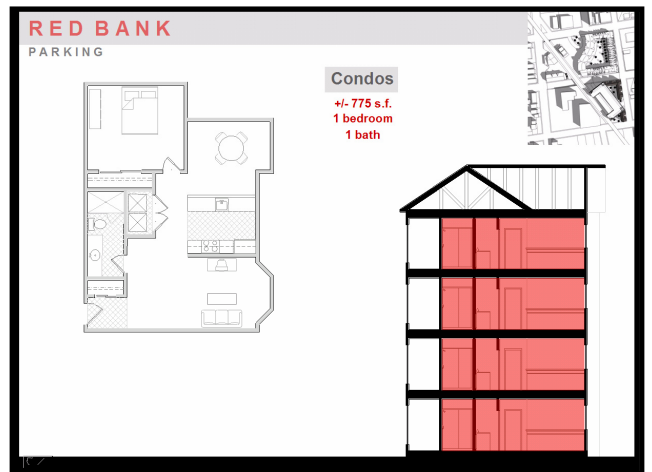 RED BANK
PARKING
Condos
+/- 775 s.f.
1 bedroom
1 bath